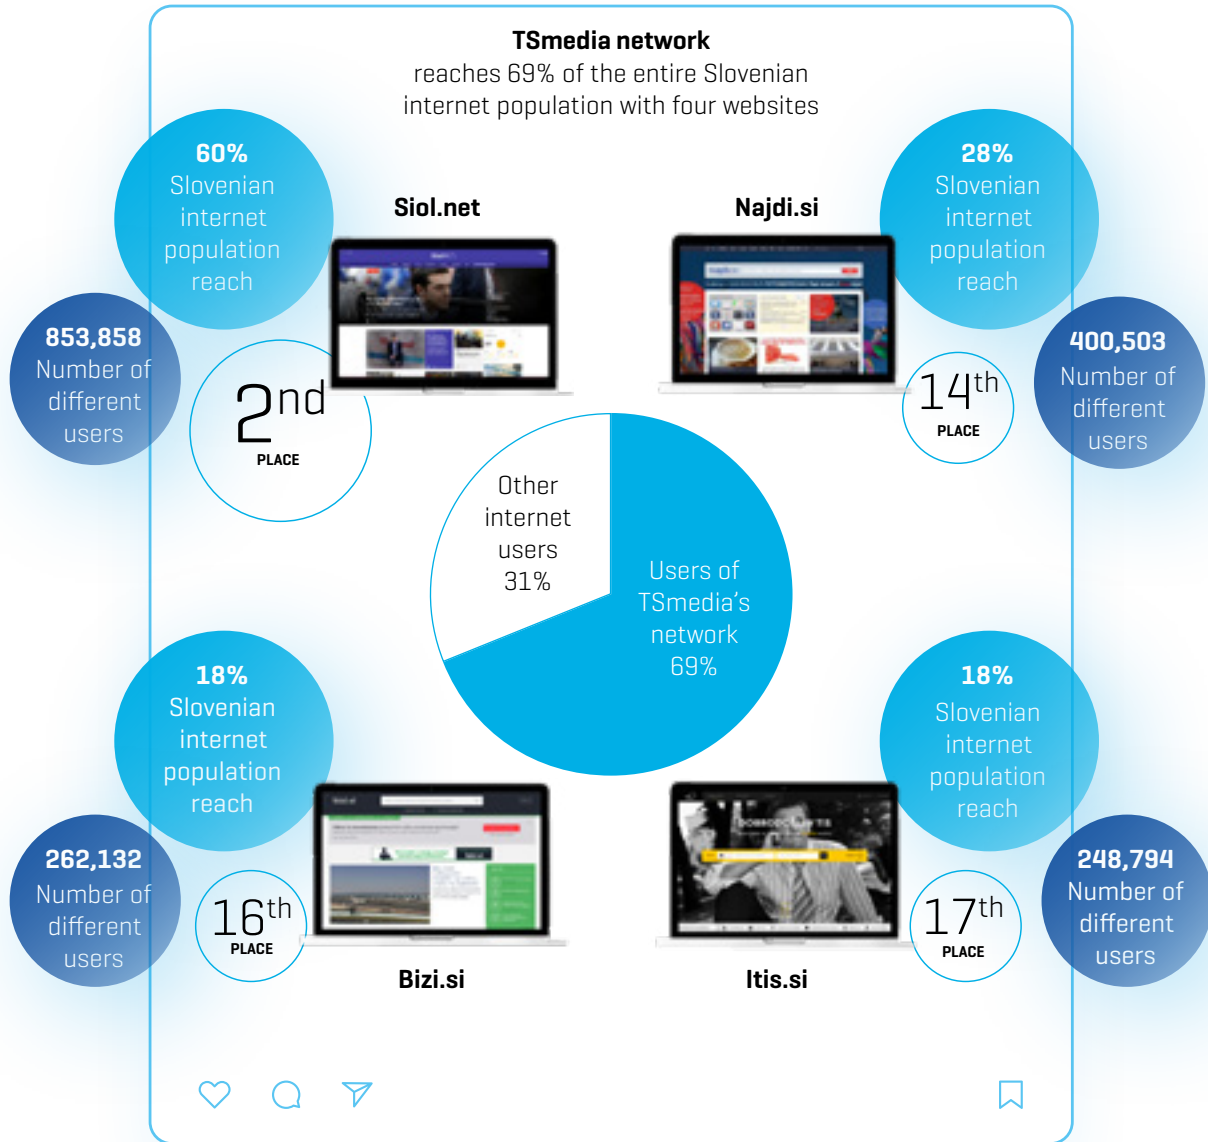 TSmedia network
reaches 69% of the entire Slovenian
internet population with four websites
60%
Slovenian
internet
population
reach
853,858
Number of
different
users
2nd
PLACE
Siol.net
Najdi.si
28%
Slovenian
internet
population
reach
400,503
Number of
different
users
14th
PLACE
Other
internet
users
31%
Users of
TSmedia's
network
69%
18%
Slovenian
internet
population
reach
262,132
Number of
different
users
16th
PLACE
Bizi.si
18%
Slovenian
internet
population
reach
248,794
Number of
different
users
17th
PLACE
Itis.si